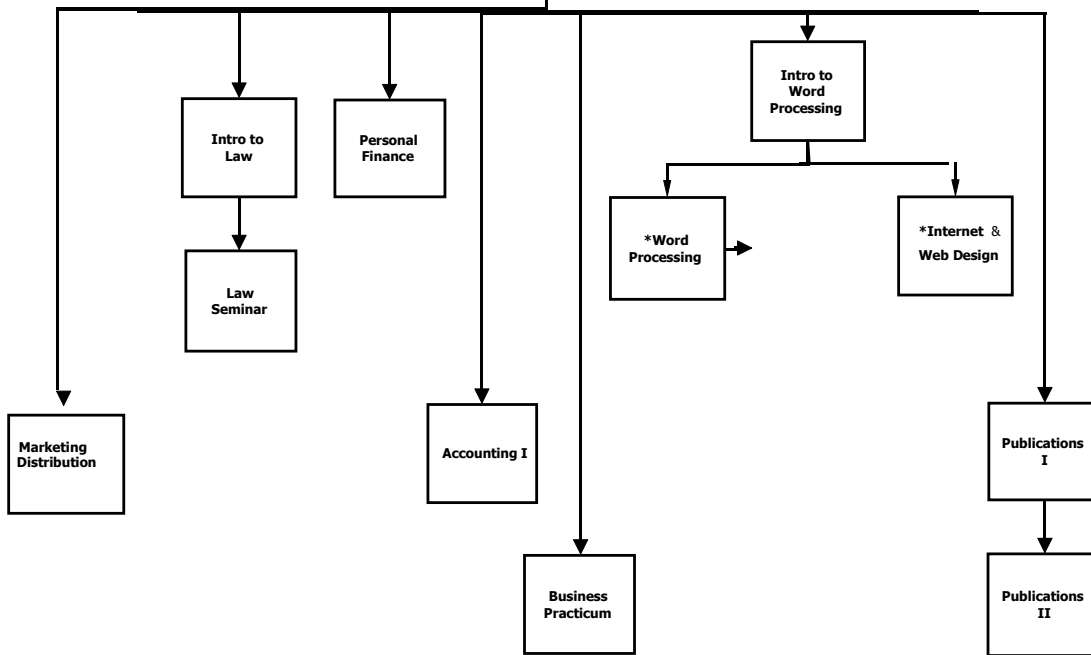 Intro to
Word
Processing
Intro to
Law
Personal
Finance
*Word
Processing
*Internet &
Web Design
Law
Seminar
Marketing
Distribution
Accounting I
Publications
I
Business
Practicum
Publications
II